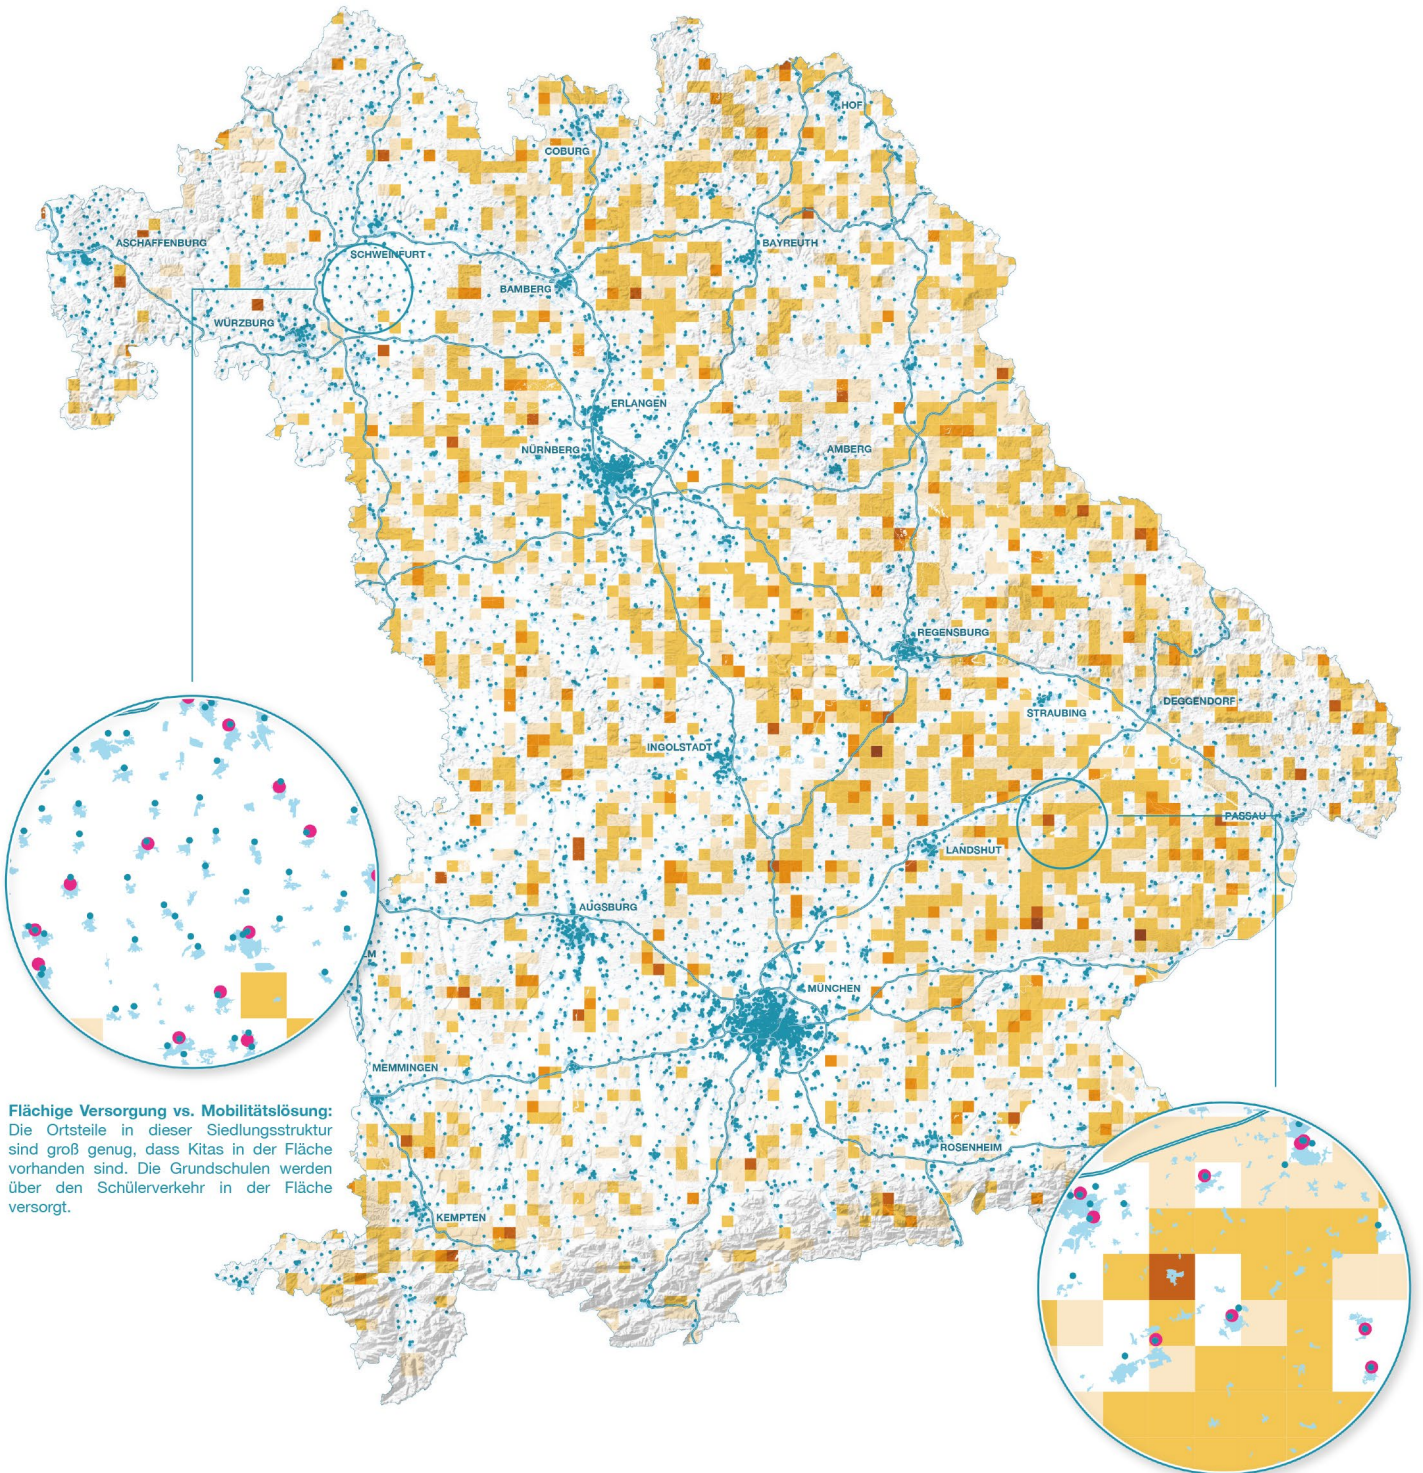 HOF
COBURG
ASCHAFFENBURG
SCHWEINFURT
BAYREUTH
BAMBERG
WÜRZBURG
ERLANGEN
NÜRNBERG
AMBERG
REGENSBURG
DEGGENDORF
STRAUBING
INGOLSTADT
PASSAU
LANDSHUT
AUGSBURG
LM
MÜNCHEN
MEMMINGEN
Flächige Versorgung vs. Mobilitätslösung:
Die Ortsteile in dieser Siedlungsstruktur
sind groß genug, dass Kitas in der Fläche
vorhanden sind. Die Grundschulen werden
über den Schülerverkehr in der Fläche
versorgt.
ROSENHEIM
KEMPTEN